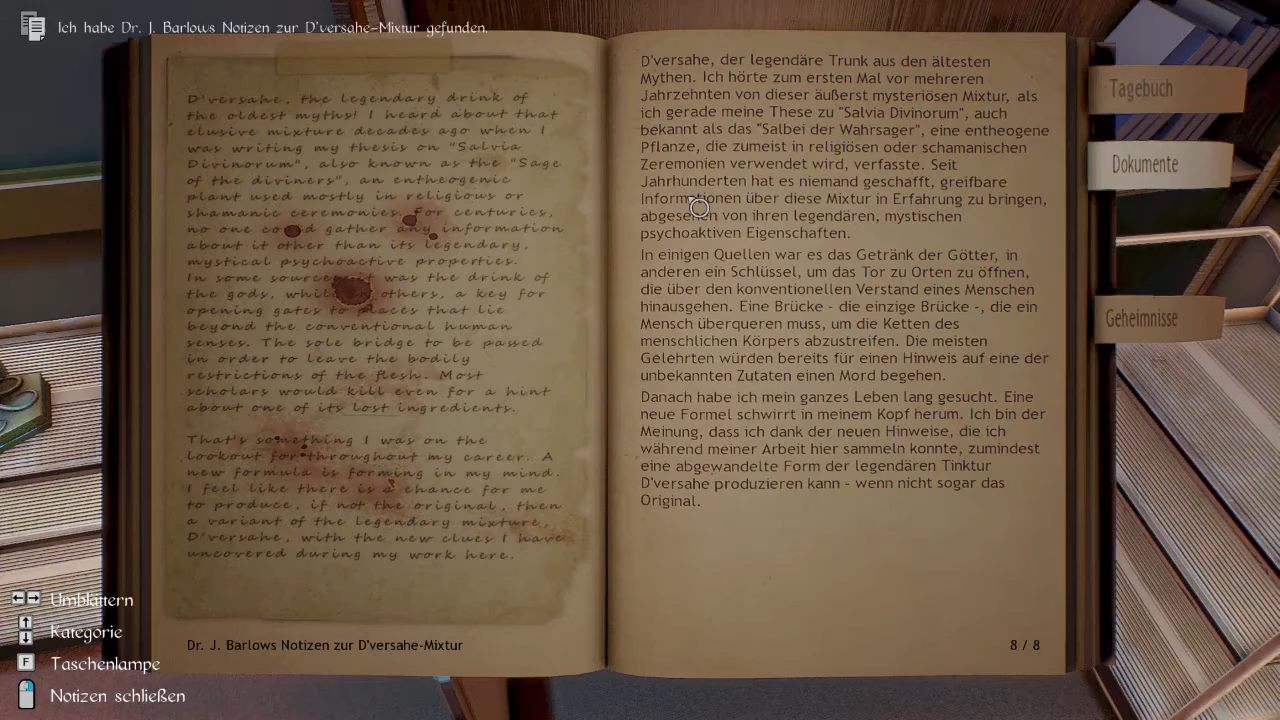 Ich habe Dr. J. Barlows Notizen zur D'versahe-Mixtur gefunden.
D'versahe, the legendary drink of
the oldest myths! I heard about that
elusive mixture decades ago when I
was writing my thesis on "Salvia
Divinorum", also known as the "Sage
of the diviners", an entheogenic
plant used mostly in religious or
shamanic ceremonies. For centuries,
no one could gather any information
about it other than its legendary,
mystical psychoactive properties.
In some sources it was the drink of
the gods, while in others, a key for
opening gates to places that lie
beyond the conventional human
senses. The sole bridge to be passed
in order to leave the bodily
restrictions of the flesh. Most
scholars would kill even for a hint
about one of its lost ingredients.
That's something I was on the
lookout for throughout my career. A
new formula is forming in my mind.
I feel like there is a chance for me
to produce, if not the original, then
a variant of the legendary mixture,
D'versahe, with the new clues I have
uncovered during my work here.
Dr. J. Barlows Notizen zur D'versahe-Mixtur
D'versahe, der legendäre Trunk aus den ältesten
Mythen. Ich hörte zum ersten Mal vor mehreren
Jahrzehnten von dieser äußerst mysteriösen Mixtur, als
ich gerade meine These zu "Salvia Divinorum", auch
bekannt als das "Salbei der Wahrsager", eine entheogene
Pflanze, die zumeist in religiösen oder schamanischen
Zeremonien verwendet wird, verfasste. Seit
Jahrhunderten hat es niemand geschafft, greifbare
Informationen über diese Mixtur in Erfahrung zu bringen,
abgesehen von ihren legendären, mystischen
psychoaktiven Eigenschaften.
In einigen Quellen war es das Getränk der Götter, in
anderen ein Schlüssel, um das Tor zu Orten zu öffnen,
die über den konventionellen Verstand eines Menschen
hinausgehen. Eine Brücke - die einzige Brücke -, die ein
Mensch überqueren muss, um die Ketten des
menschlichen Körpers abzustreifen. Die meisten
Gelehrten würden bereits für einen Hinweis auf eine der
unbekannten Zutaten einen Mord begehen.
Danach habe ich mein ganzes Leben lang gesucht. Eine
neue Formel schwirrt in meinem Kopf herum. Ich bin der
Meinung, dass ich dank der neuen Hinweise, die ich
während meiner Arbeit hier sammeln konnte, zumindest
eine abgewandelte Form der legendären Tinktur
D'versahe produzieren kann - wenn nicht sogar das
Original.
8 / 8
Tagebuch
Dokumente
Geheimnisse
Umblättern
Kategorie
F Taschenlampe
Notizen schließen